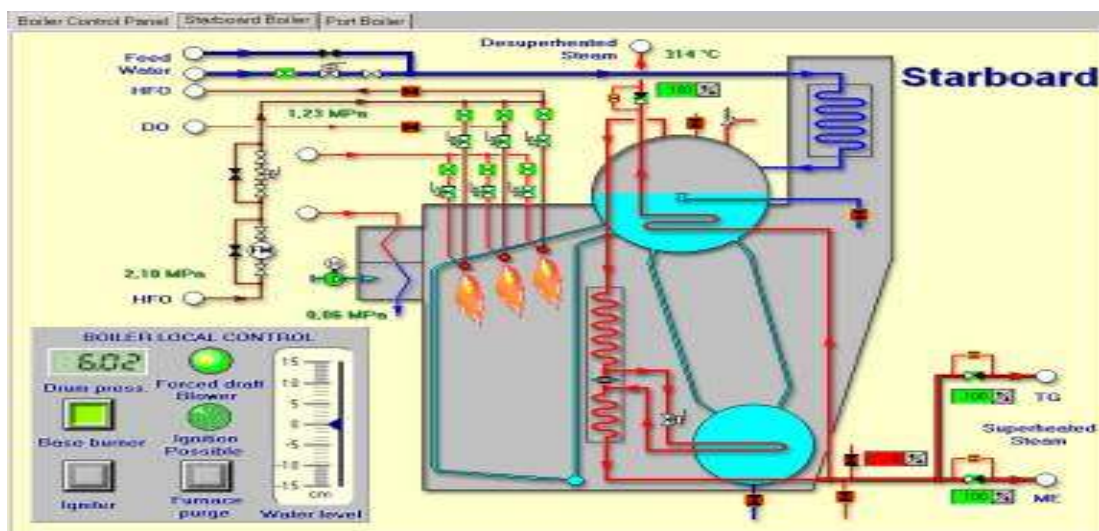 Boiler Control Panel Starboard Boiler Port Boiler
Feed
Water
HFO
1,23 MPa
DO
2,10 MPa
HFO
0,06 MPa
Desuperheated
Steam
314 °C
100 %
Starboard
BOILER LOCAL CONTROL
6.02
Drum press.
Forced draft
Blower
Base burner
Ignition
Possible
Ignitor
Furnace
purge
15
10
5
0
-5
-10
-15
cm
Water level
100 %
TG
Superheated
Steam
%
100 %
ME